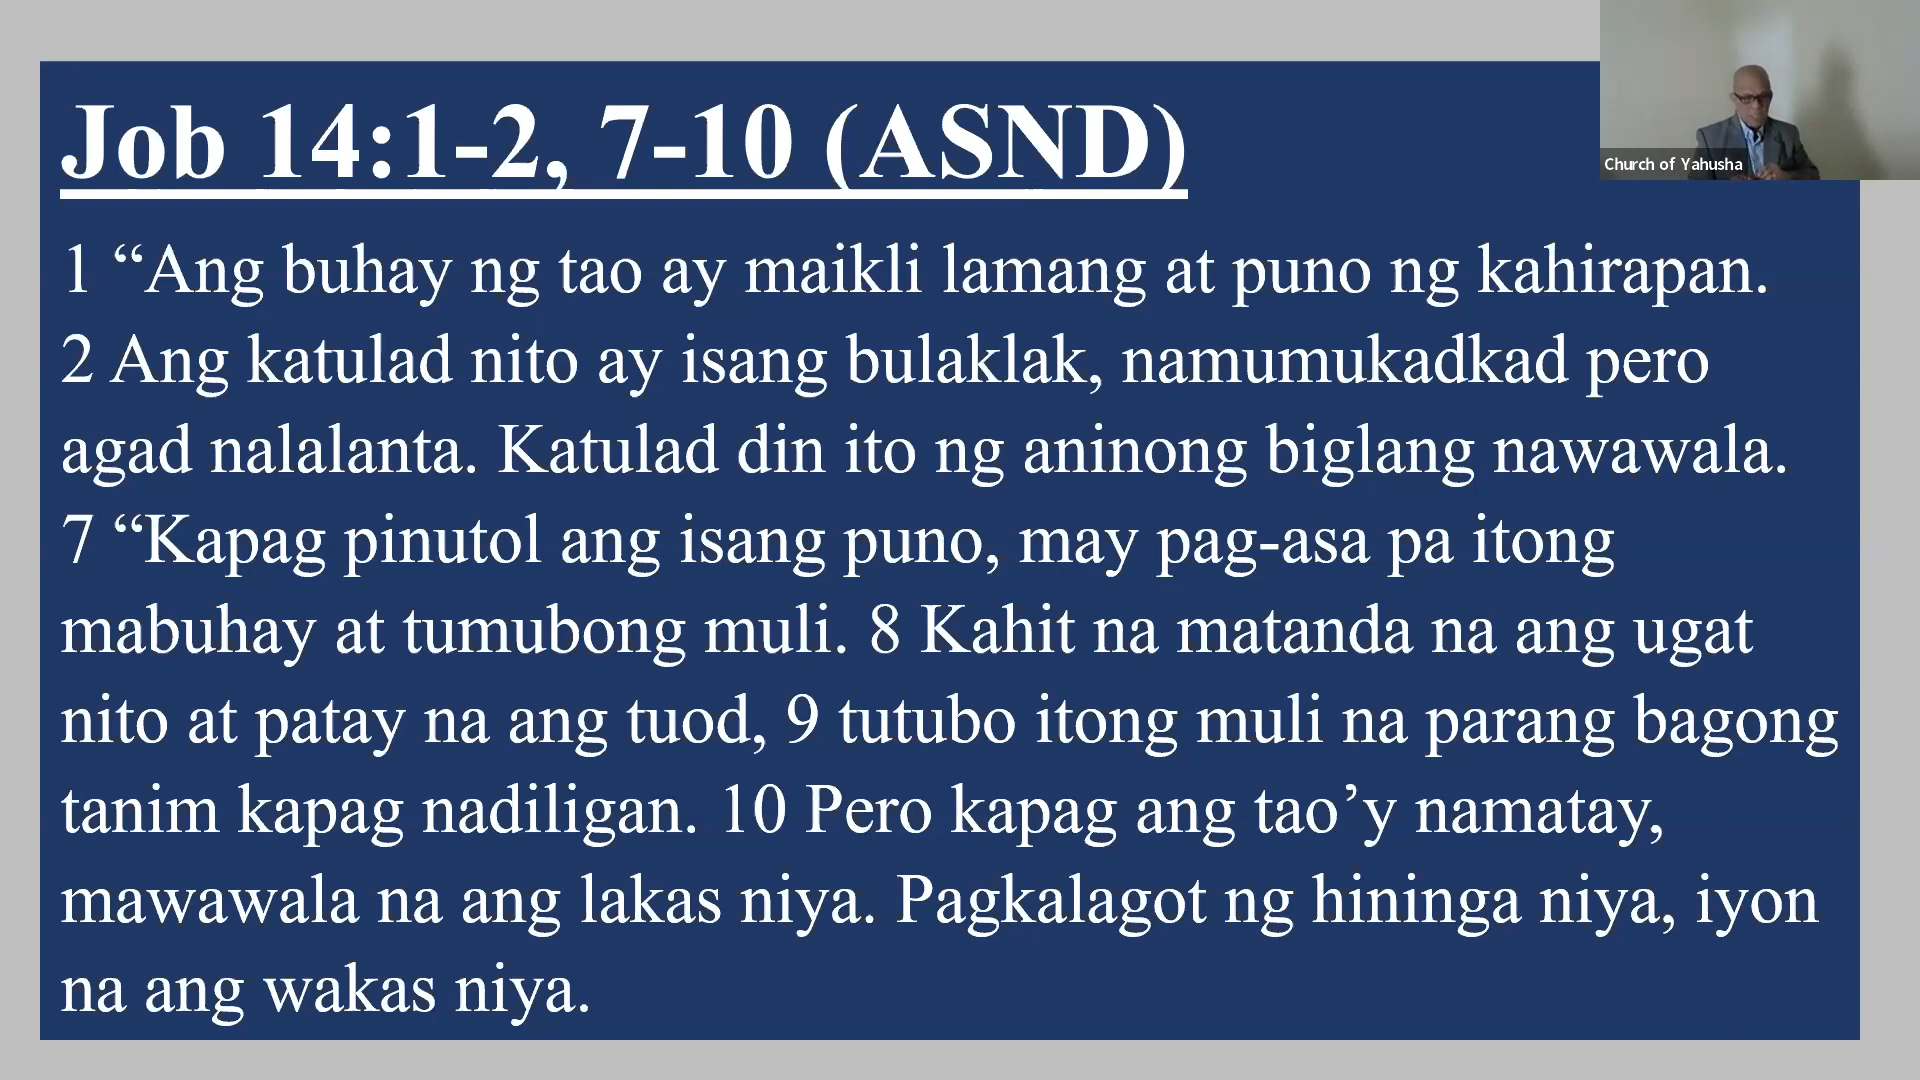 Job 14:1-2, 7-10 (ASND)
Church of Yahusha
1 “Ang buhay ng tao ay maikli lamang at puno ng kahirapan.
2 Ang katulad nito ay isang bulaklak, namumukadkad pero
agad nalalanta. Katulad din ito ng aninong biglang nawawala.
7 “Kapag pinutol ang isang puno, may pag-asa pa itong
mabuhay at tumubong muli. 8 Kahit na matanda na ang ugat
nito at patay na ang tuod, 9 tutubo itong muli na parang bagong
tanim kapag nadiligan. 10 Pero kapag ang tao’y namatay,
mawawala na ang lakas niya. Pagkalagot ng hininga niya, iyon
na ang wakas niya.